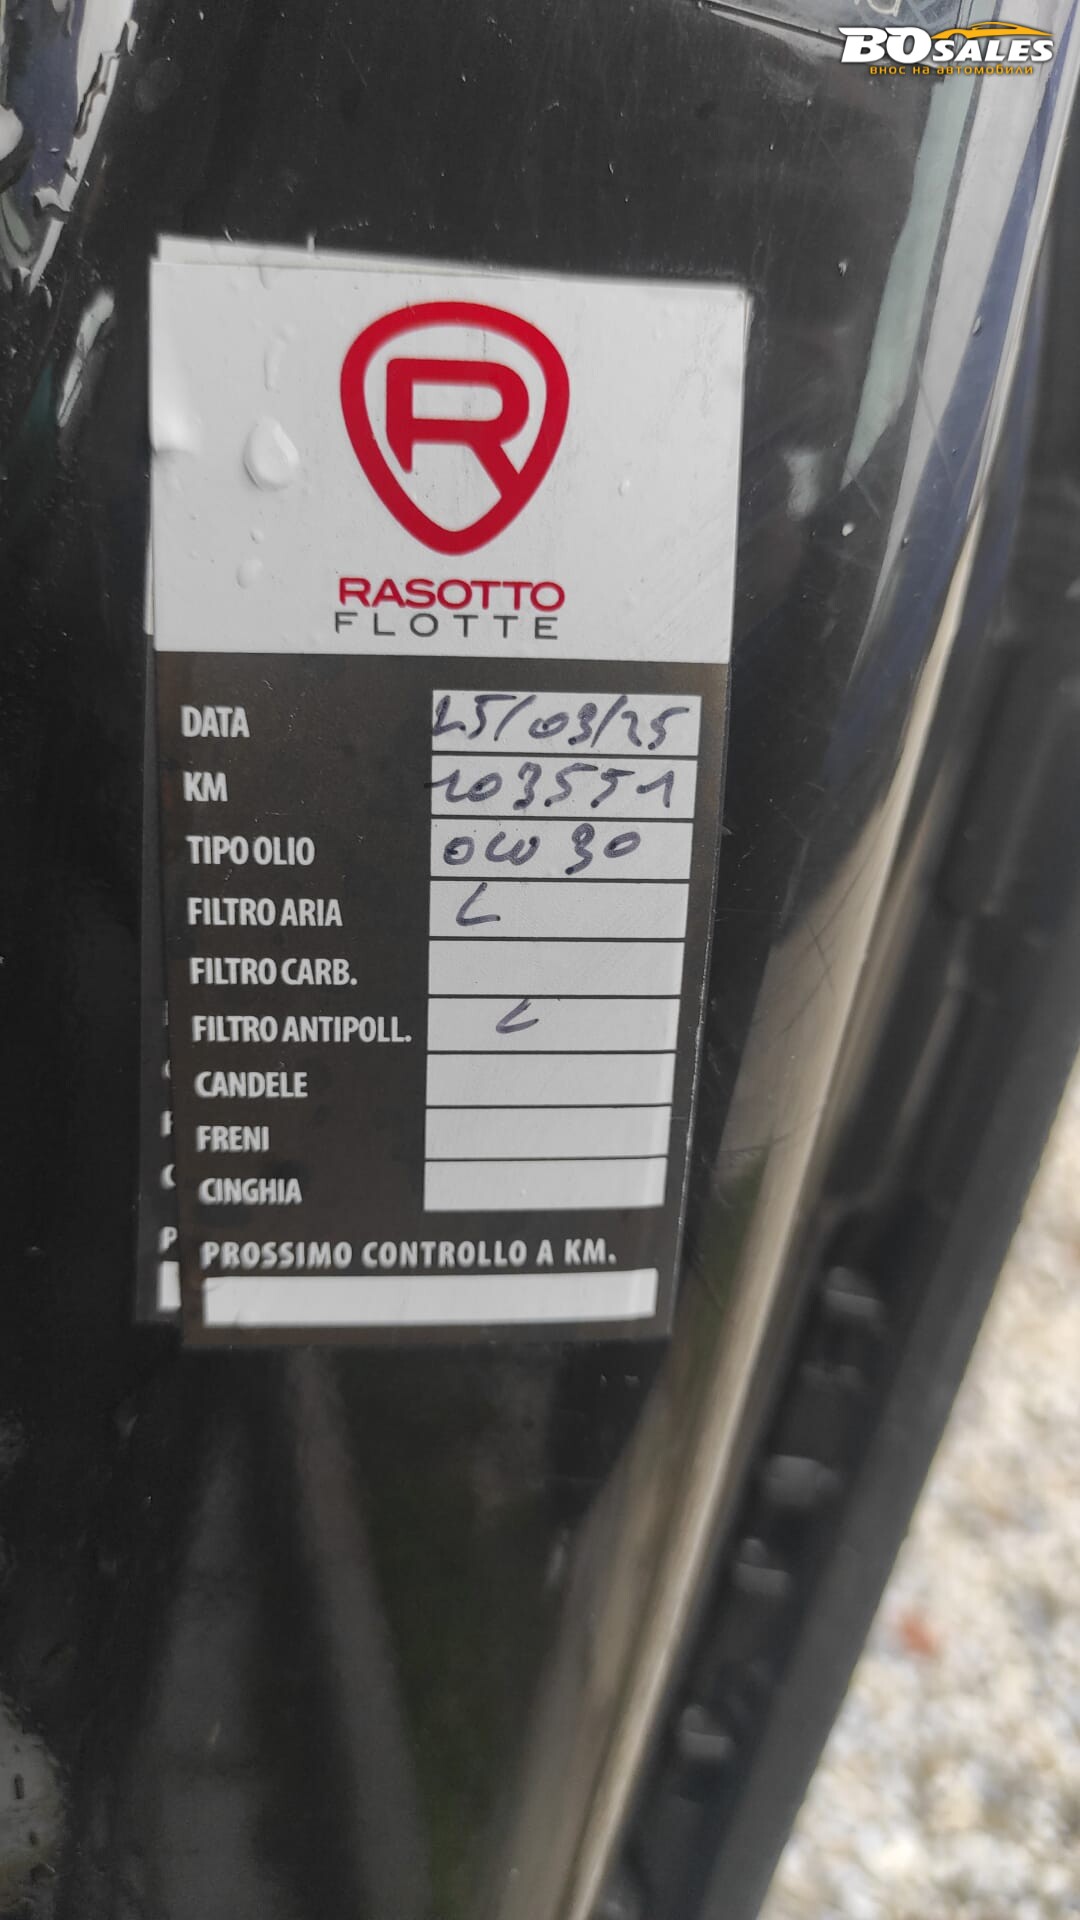 BOSALES
внос на автомобили
R
RASOTTO
FLOTTE
DATA 25/03/25
KM 103551
TIPO OLIO 0W30
FILTRO ARIA
FILTRO CARB.
FILTRO ANTIPOLL.
CANDELE
FRENI
CINGHIA
PROSSIMO CONTROLLO A KM.